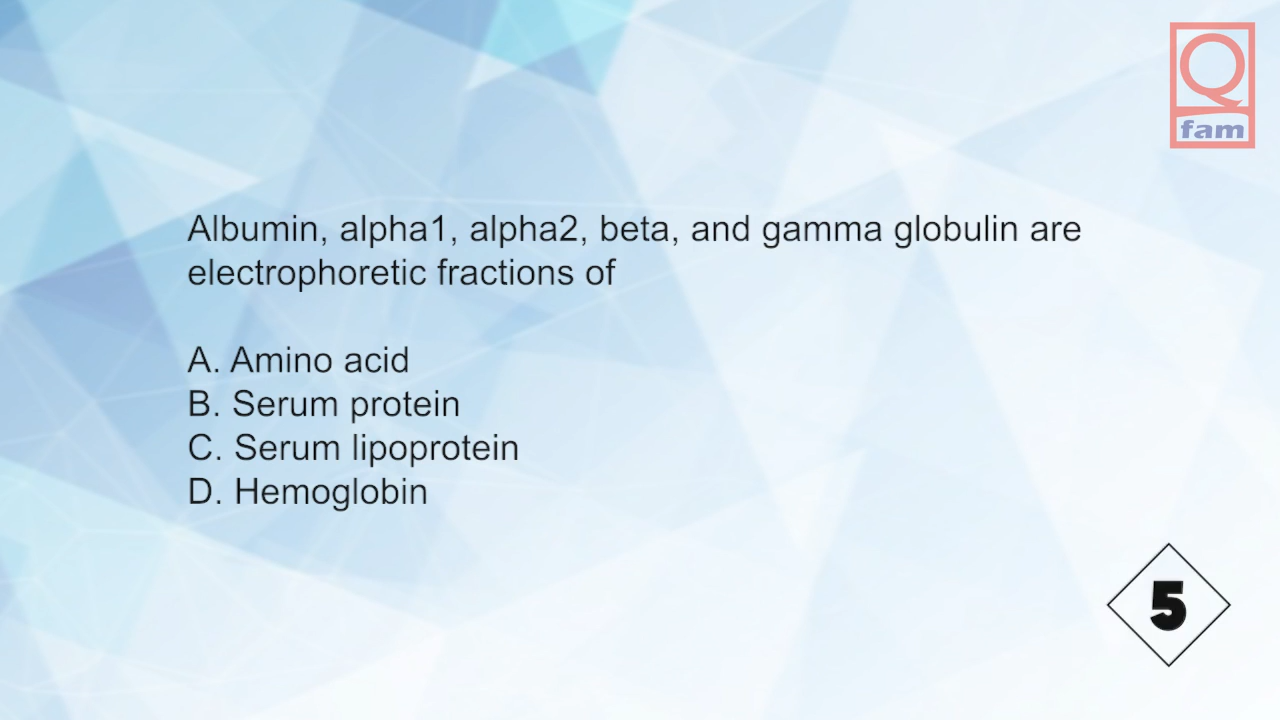 Q
fam
Albumin, alpha1, alpha2, beta, and gamma globulin are
electrophoretic fractions of
A. Amino acid
B. Serum protein
C. Serum lipoprotein
D. Hemoglobin
5